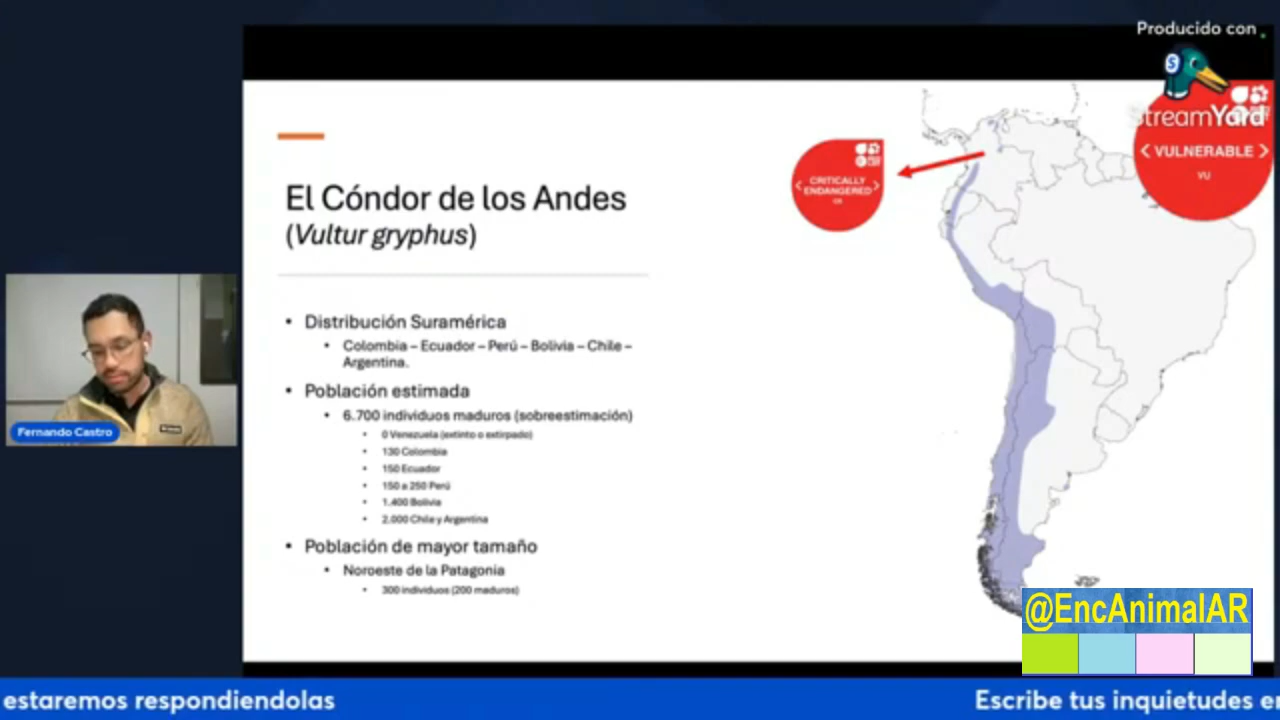 Producido con
StreamYard
El Cóndor de los Andes
(Vultur gryphus)
CRITICALLY
ENDANGERED
CR
VULNERABLE
VU
• Distribución Suramérica
• Colombia – Ecuador – Perú – Bolivia – Chile –
Argentina.
• Población estimada
• 6.700 individuos maduros (sobreestimación)
• 0 Venezuela (extinto o extirpado)
• 130 Colombia
• 150 Ecuador
• 150 a 250 Perú
• 1.400 Bolivia
• 2.000 Chile y Argentina
• Población de mayor tamaño
• Noroeste de la Patagonia
• 300 individuos (200 maduros)
Fernando Castro
@EncAnimalAR
estaremos respondiendolas
Escribe tus inquietudes e